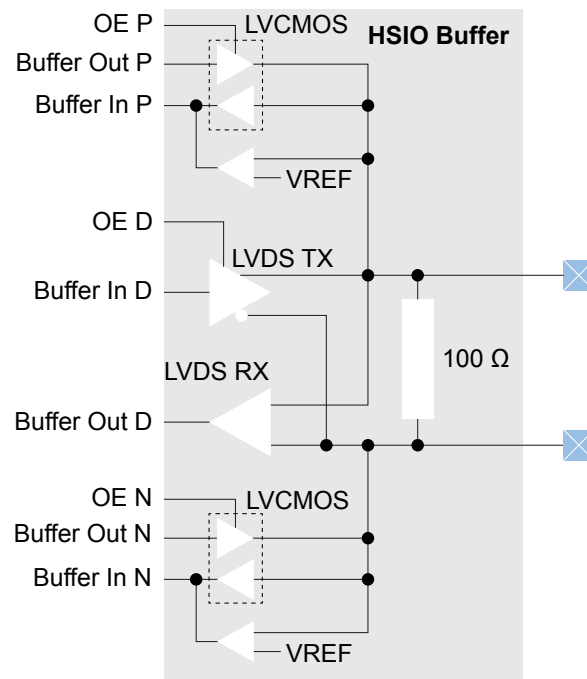 OE P
LVCMOS
HSIO Buffer
Buffer Out P
Buffer In P
VREF
OE D
LVDS TX
Buffer In D
LVDS RX
100 Ω
Buffer Out D
OE N
LVCMOS
Buffer Out N
Buffer In N
VREF